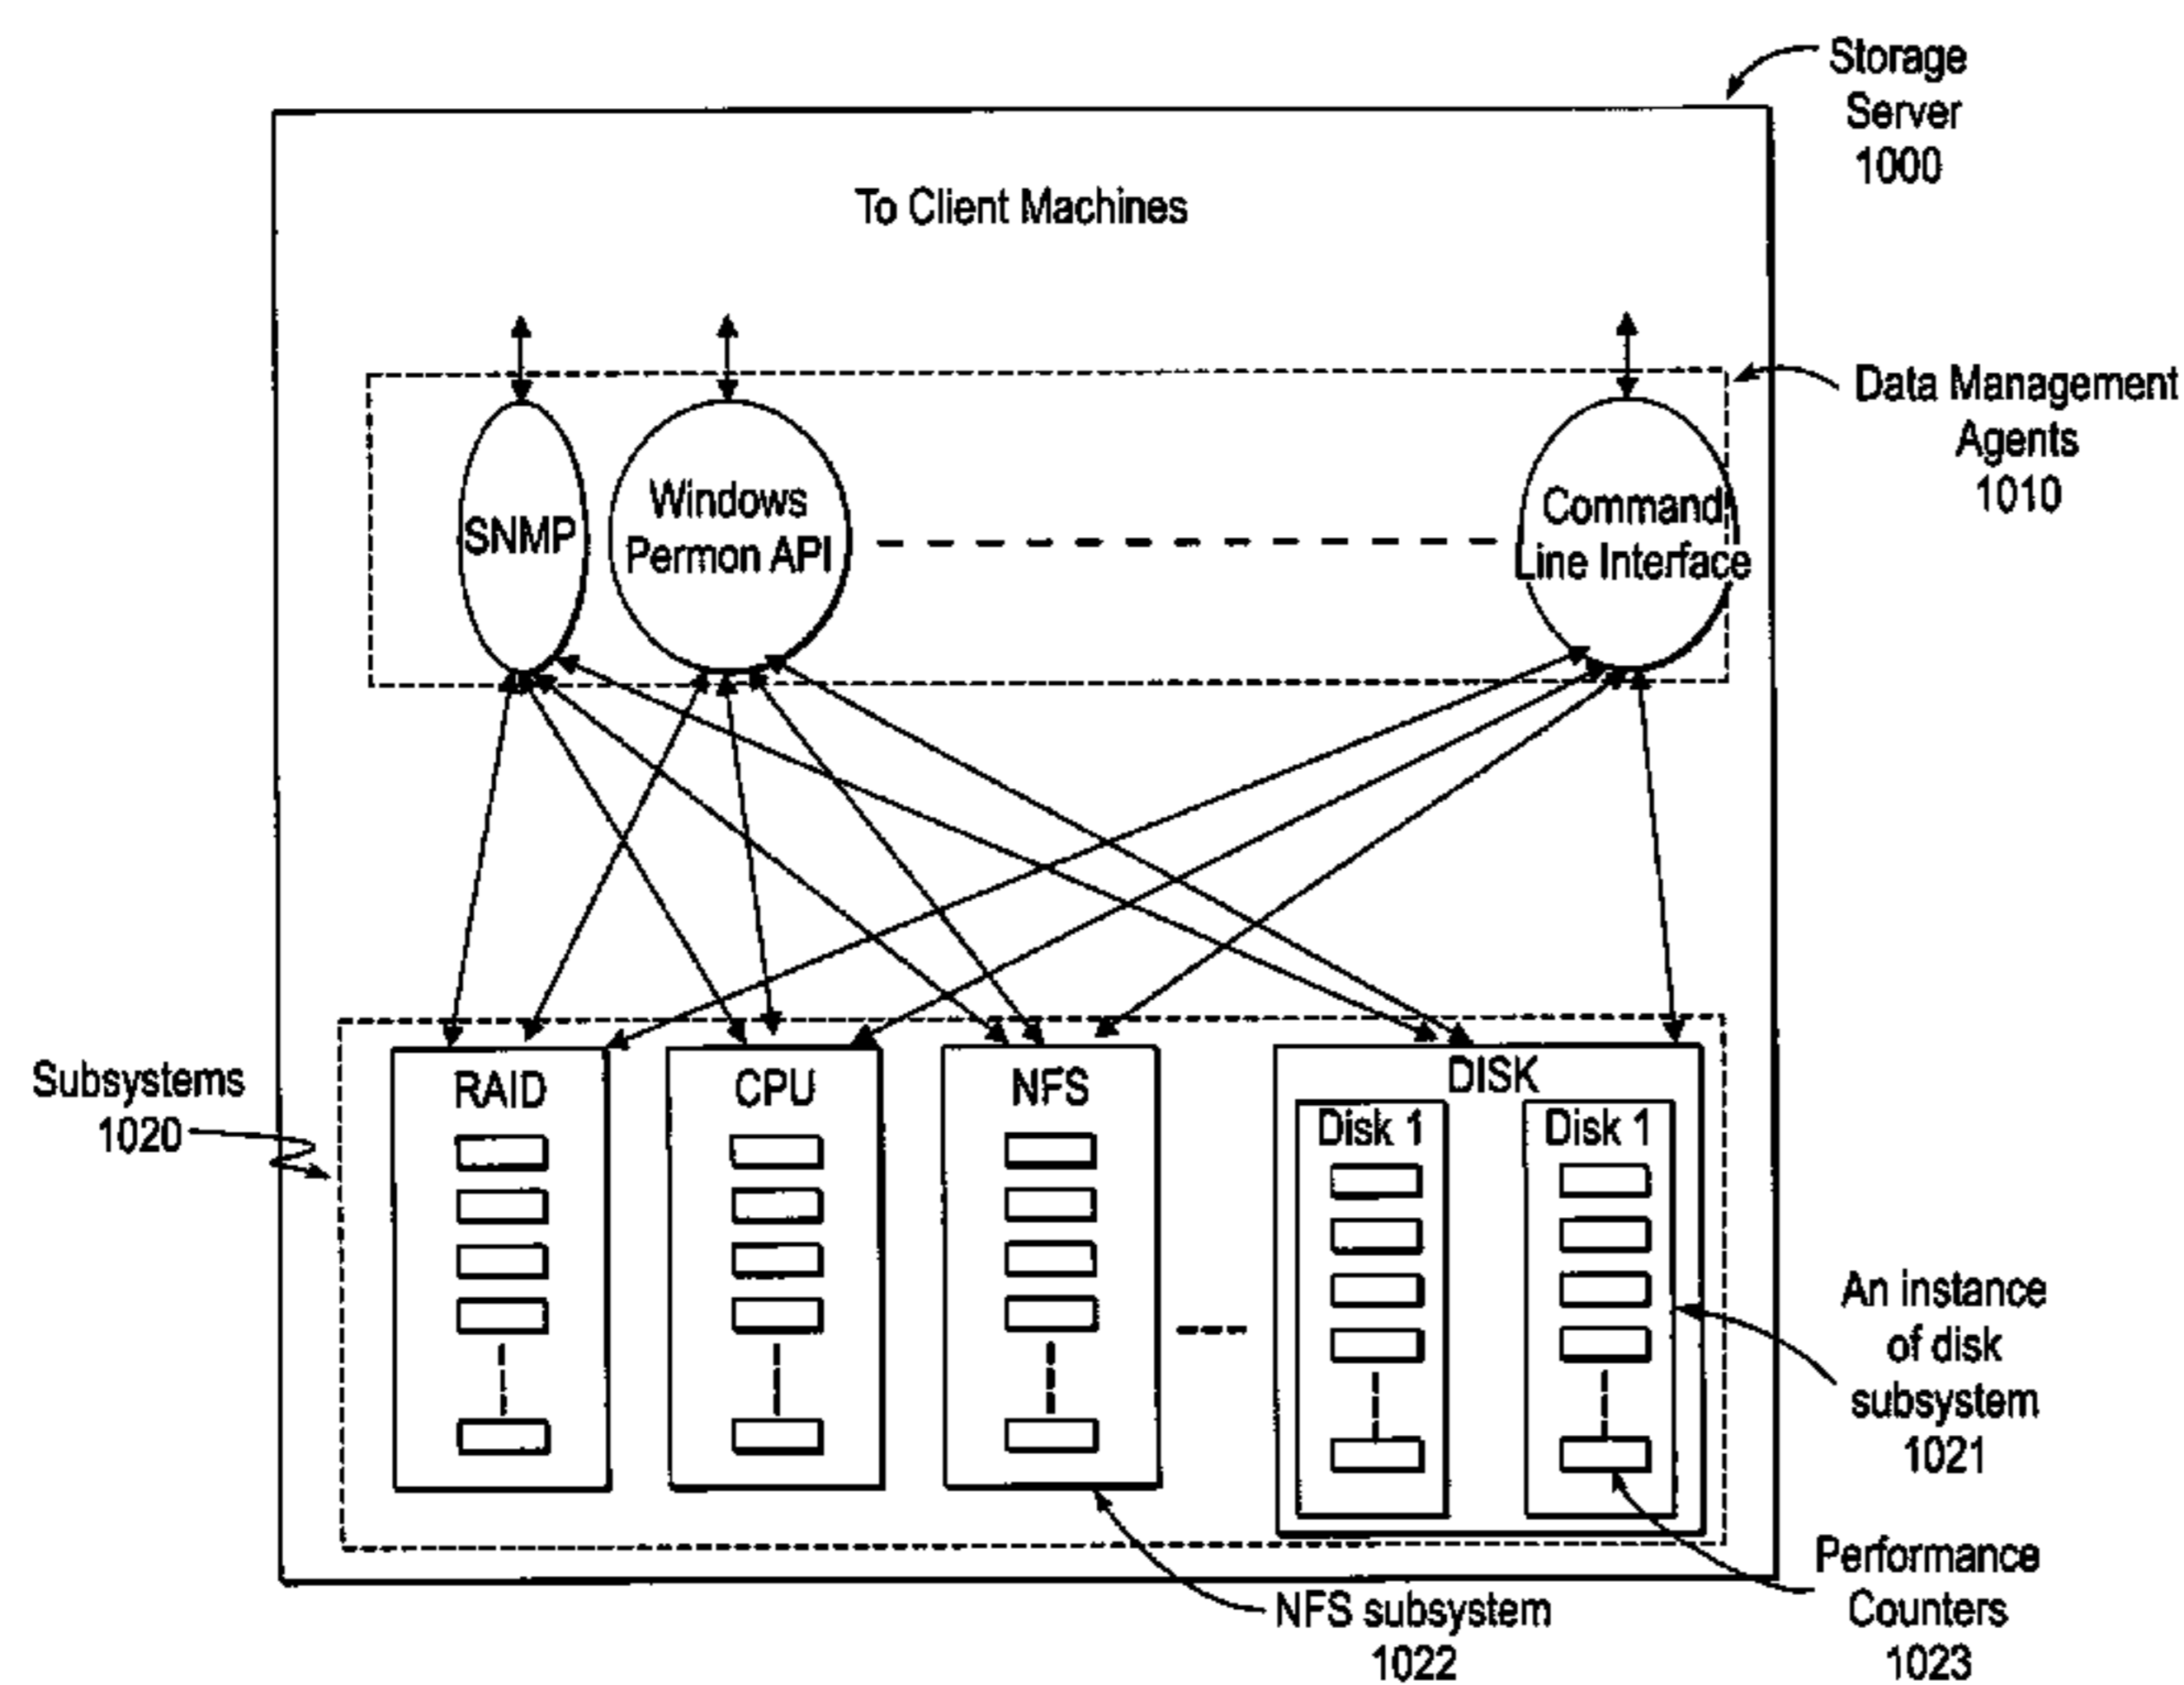 Storage
Server
1000
To Client Machines
Data Management
Agents
1010
SNMP
Windows
Permon API
Command
Line Interface
Subsystems
1020
RAID
CPU
NFS
DISK
Disk 1
Disk 1
An instance
of disk
subsystem
1021
Performance
Counters
1023
NFS subsystem
1022